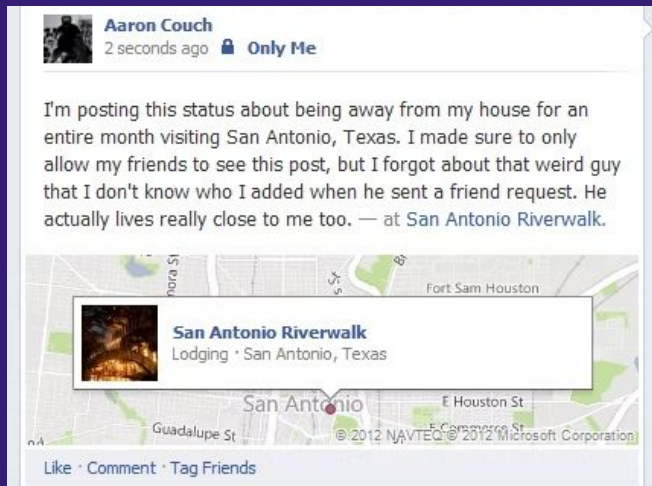 Aaron Couch
2 seconds ago Only Me
I'm posting this status about being away from my house for an
entire month visiting San Antonio, Texas. I made sure to only
allow my friends to see this post, but I forgot about that weird guy
that I don't know who I added when he sent a friend request. He
actually lives really close to me too. — at San Antonio Riverwalk.
Fort Sam Houston
San Antonio Riverwalk
Lodging · San Antonio, Texas
San Antonio
E Houston St
Guadalupe St
© 2012 NAVTEQ © 2012 Microsoft Corporation
Like · Comment · Tag Friends